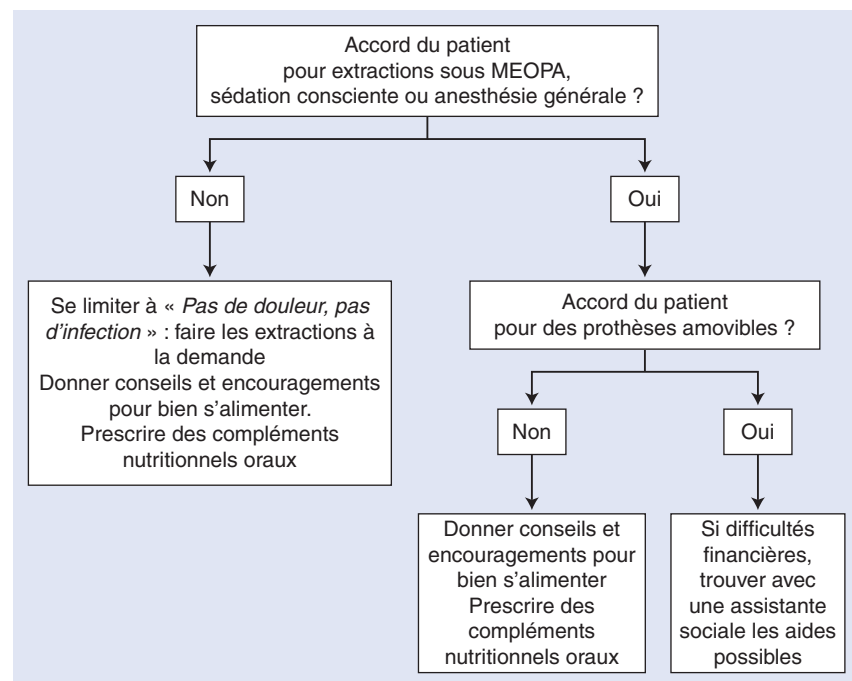 Accord du patient
pour extractions sous MEOPA,
sédation consciente ou anesthésie générale ?
Non
Oui
Se limiter à « Pas de douleur, pas
d'infection » : faire les extractions à
la demande
Donner conseils et encouragements
pour bien s'alimenter.
Prescrire des compléments
nutritionnels oraux
Accord du patient
pour des prothèses amovibles ?
Non
Oui
Donner conseils et
encouragements pour
bien s'alimenter
Prescrire des
compléments
nutritionnels oraux
Si difficultés
financières,
trouver avec
une assistante
sociale les aides
possibles